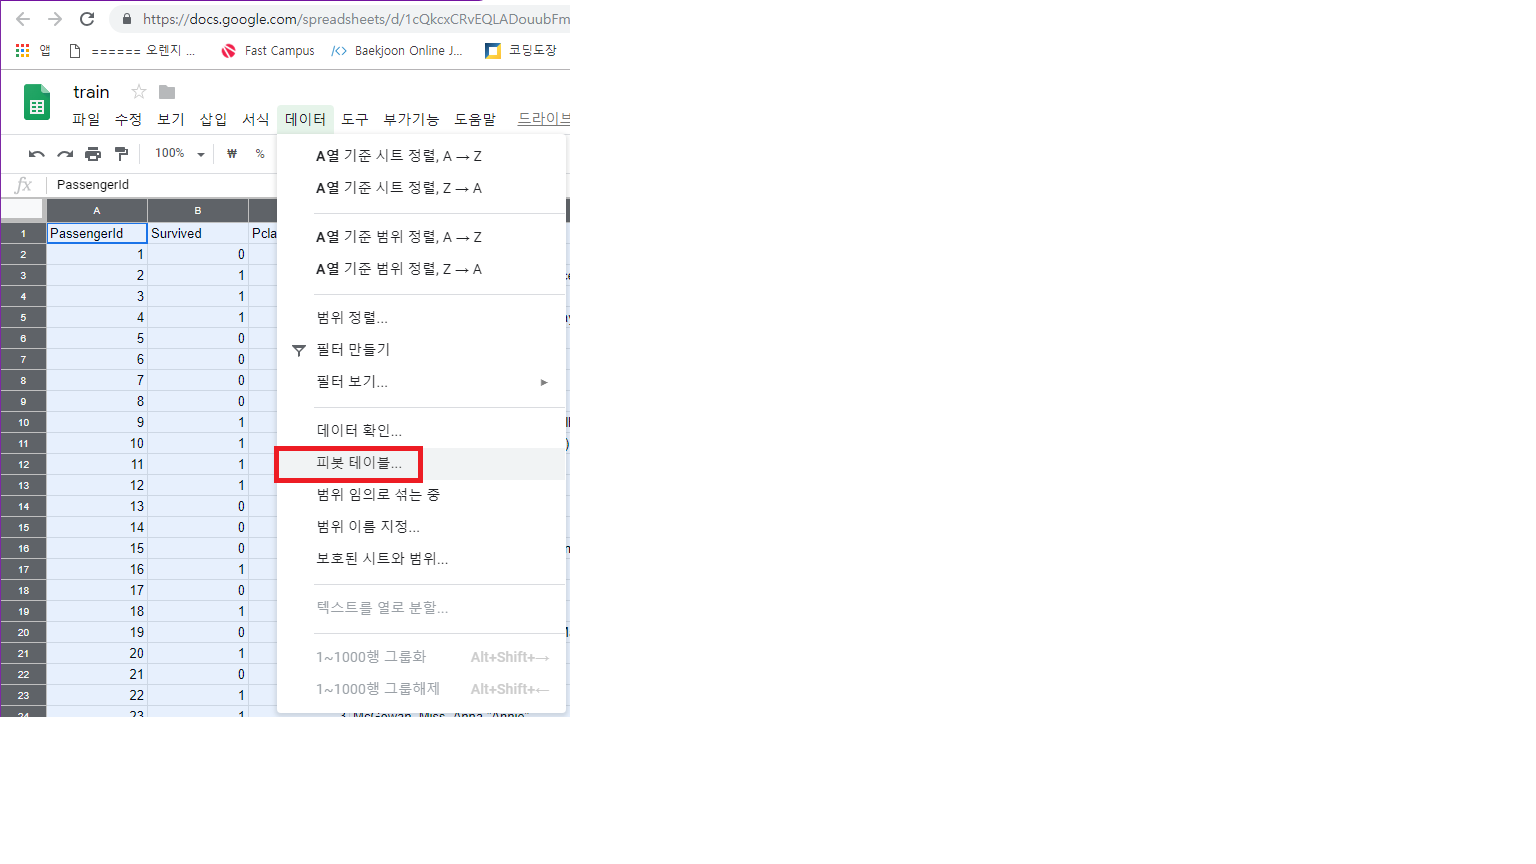 https://docs.google.com/spreadsheets/d/1cQkcxCRvEQLADouubFm
앱 ====== 오렌지 ... Fast Campus Baekjoon Online J... 코딩도장
train
파일 수정 보기 삽입 서식 데이터 도구 부가기능 도움말 드라이브
100% ₩ %
fx PassengerId
A B
1 PassengerId Survived Pcla
2 1 0
3 2 1
4 3 1
5 4 1
6 5 0
7 6 0
8 7 0
9 8 0
10 9 1
11 10 1
12 11 1
13 12 1
14 13 0
15 14 0
16 15 0
17 16 1
18 17 0
19 18 1
20 19 0
21 20 1
22 21 0
23 22 1
24 23 1 3 McGowan, Miss. Anna "Annie"
A열 기준 시트 정렬, A → Z
A열 기준 시트 정렬, Z → A
A열 기준 범위 정렬, A → Z
A열 기준 범위 정렬, Z → A
범위 정렬...
필터 만들기
필터 보기... ►
데이터 확인...
피봇 테이블...
범위 임의로 섞는 중
범위 이름 지정...
보호된 시트와 범위...
텍스트를 열로 분할...
1~1000행 그룹화 Alt+Shift+→
1~1000행 그룹해제 Alt+Shift+←